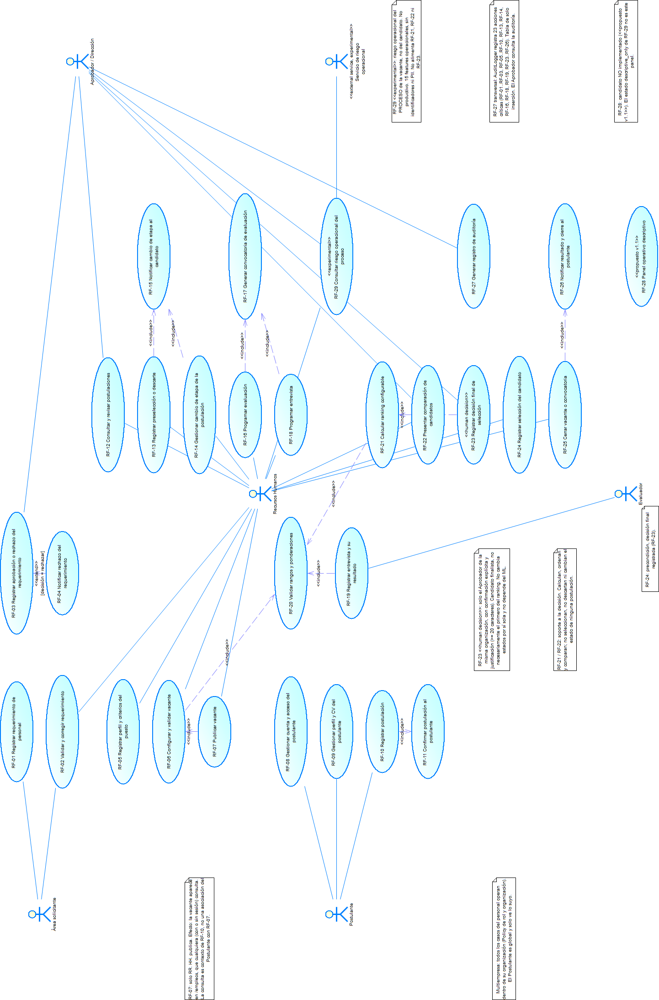 Área solicitante
RF-07: solo RR. HH. publica. Efecto: la vacante aparece
en /empleos, que cualquiera (con o sin sesión) consulta.
La consulta es contexto de RF-10, no una asociación del
Postulante con RF-07.
Postulante
Multiempresa: todos los casos del personal operan
dentro de su organización (Policy de rol y organización).
El Postulante es global y solo ve lo suyo.
RF-01 Registrar requerimiento de
personal
RF-02 Validar y corregir requerimiento
RF-05 Registrar perfil y criterios del
puesto
RF-06 Configurar y validar vacante
<<include>>
RF-07 Publicar vacante
<<include>>
RF-08 Gestionar cuenta y acceso del
postulante
RF-09 Gestionar perfil y CV del
postulante
RF-10 Registrar postulación
<<include>>
RF-11 Confirmar postulación al
postulante
RF-03 Registrar aprobación o rechazo del
requerimiento
<<extend>>
[decisión = rechazar]
RF-04 Notificar rechazo del
requerimiento
RF-20 Validar rangos y ponderaciones
<<include>>
RF-19 Registrar entrevista y su
resultado
<<include>>
RF-23 <<human decision>>: solo el Aprobador de la
misma organización, con confirmación explícita y
justificación (>= 20 caracteres). Candidato finalista, no
necesariamente el primero del ranking. No cambia
estados por sí sola y no depende del ML.
RF-21 / RF-22: soporte a la decisión. Calculan, ordenan
y comparan; no seleccionan, no descartan ni cambian el
estado de ninguna postulación.
RF-24: precondición, decisión final
registrada (RF-23).
Recursos Humanos
Evaluador
RF-12 Consultar y revisar postulaciones
RF-13 Registrar preselección o descarte
RF-14 Gestionar cambio de etapa de la
postulación
RF-16 Programar evaluación
RF-18 Programar entrevista
RF-21 Calcular ranking configurable
<<include>>
RF-22 Presentar comparación de
candidatos
<<human decision>>
RF-23 Registrar decisión final de
selección
RF-24 Registrar selección del candidato
RF-25 Cerrar vacante o convocatoria
<<include>>
<<include>>
<<include>>
<<include>>
<<include>>
RF-15 Notificar cambio de etapa al
candidato
RF-17 Generar convocatoria de evaluación
<<experimental>>
RF-29 Consultar riesgo operacional del
proceso
RF-27 Generar registro de auditoría
RF-26 Notificar resultado y cierre al
postulante
<<propuesto v1.1>>
RF-28 Panel operativo descriptivo
Aprobador / Dirección
<<external service, experimental>>
Servicio de riesgo
operacional
RF-29 <<experimental>>: riesgo operacional del
PROCESO de la vacante, no del candidato. No
productivo. 15 features operacionales, sin
identificadores ni PII. No alimenta RF-21, RF-22 ni
RF-23.
RF-27 transversal: AuditLogger registra 23 acciones
críticas (RF-01..RF-03, RF-05..RF-10, RF-13, RF-14,
RF-16, RF-18, RF-19, RF-23..RF-26). Tabla de solo
inserción. El Aprobador consulta la auditoría.
RF-28: candidato NO implementado (<<propuesto
v1.1>>). El estado descriptive_only de RF-29 no es este
panel.